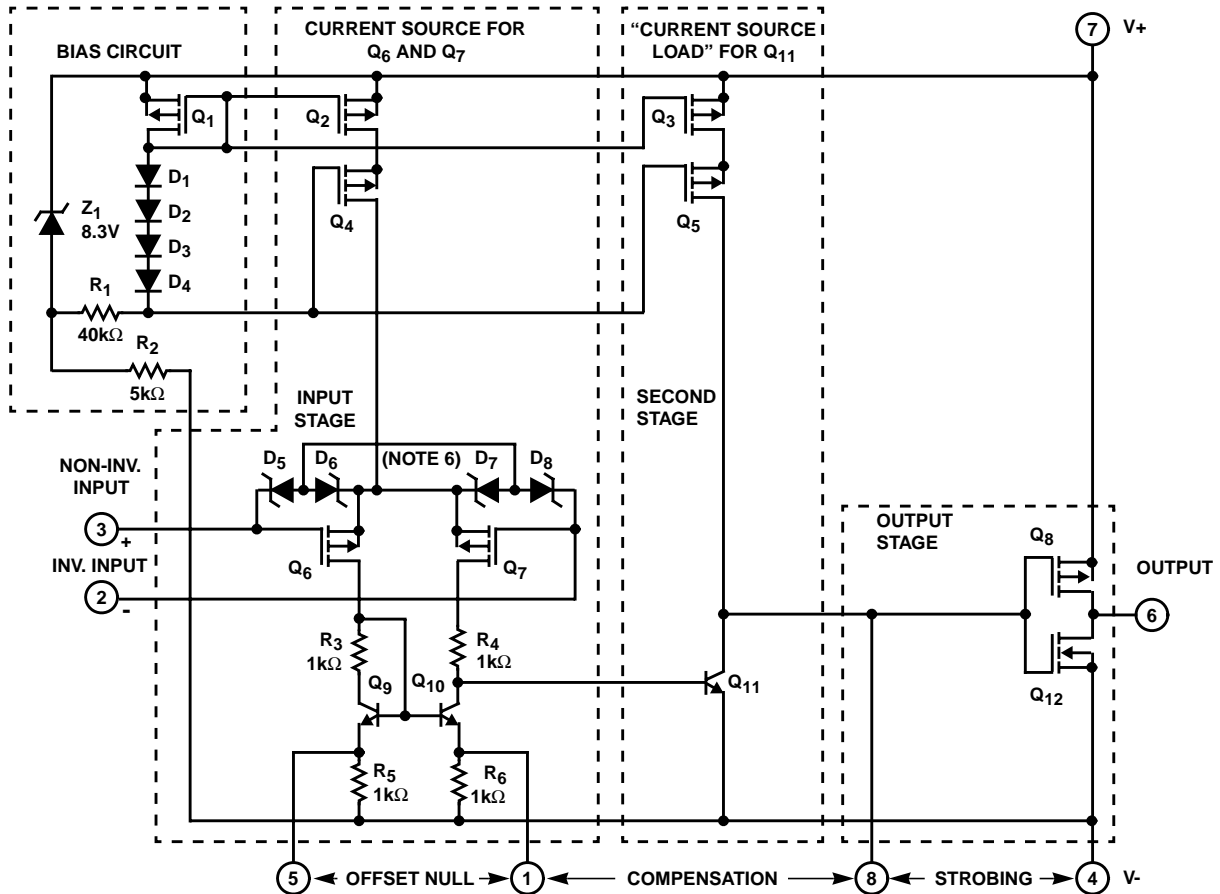 BIAS CIRCUIT
CURRENT SOURCE FOR
Q6 AND Q7
“CURRENT SOURCE
LOAD” FOR Q11
7
V+
Q1
Q2
Q3
D1
Z1
8.3V
D2
Q4
Q5
D3
D4
R1
40kΩ
R2
5kΩ
INPUT
STAGE
SECOND
STAGE
D5
D6
(NOTE 6)
D7
D8
NON-INV.
INPUT
3
+
Q6
Q7
INV. INPUT
2
-
OUTPUT
STAGE
Q8
OUTPUT
6
R3
1kΩ
R4
1kΩ
Q9
Q10
Q11
Q12
R5
1kΩ
R6
1kΩ
5
OFFSET NULL
1
COMPENSATION
8
STROBING
4
V-